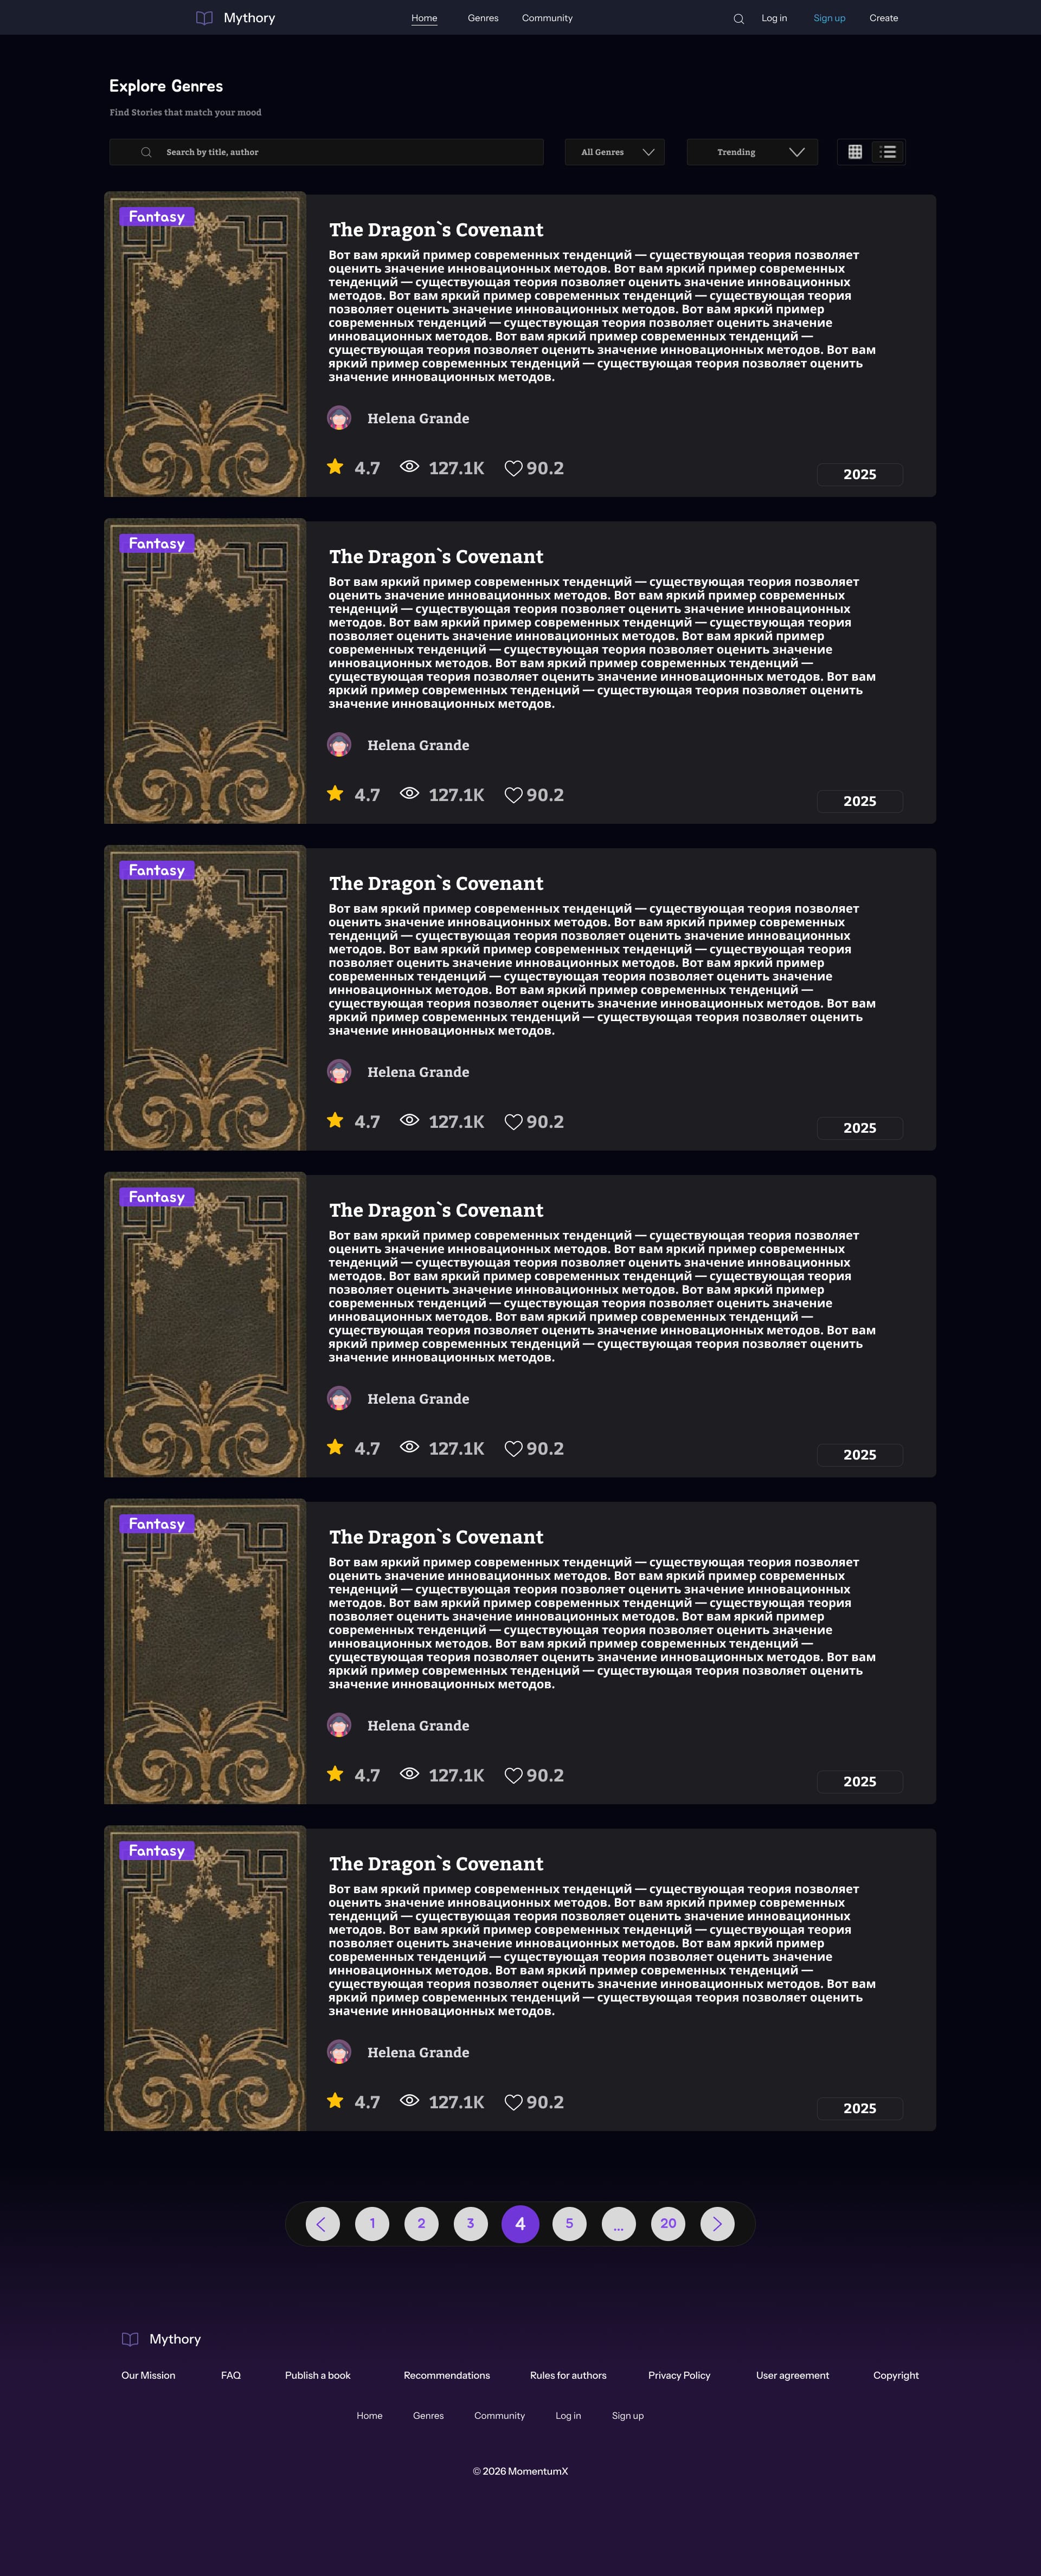 Mythory
Home Genres Community
Log in Sign up Create
Explore Genres
Find Stories that match your mood
Search by title, author
All Genres
Trending
Fantasy
The Dragon`s Covenant
Вот вам яркий пример современных тенденций — существующая теория позволяет
оценить значение инновационных методов. Вот вам яркий пример современных
тенденций — существующая теория позволяет оценить значение инновационных
методов. Вот вам яркий пример современных тенденций — существующая теория
позволяет оценить значение инновационных методов. Вот вам яркий пример
современных тенденций — существующая теория позволяет оценить значение
инновационных методов. Вот вам яркий пример современных тенденций —
существующая теория позволяет оценить значение инновационных методов. Вот вам
яркий пример современных тенденций — существующая теория позволяет оценить
значение инновационных методов.
Helena Grande
4.7 127.1K 90.2
2025
Fantasy
The Dragon`s Covenant
Вот вам яркий пример современных тенденций — существующая теория позволяет
оценить значение инновационных методов. Вот вам яркий пример современных
тенденций — существующая теория позволяет оценить значение инновационных
методов. Вот вам яркий пример современных тенденций — существующая теория
позволяет оценить значение инновационных методов. Вот вам яркий пример
современных тенденций — существующая теория позволяет оценить значение
инновационных методов. Вот вам яркий пример современных тенденций —
существующая теория позволяет оценить значение инновационных методов. Вот вам
яркий пример современных тенденций — существующая теория позволяет оценить
значение инновационных методов.
Helena Grande
4.7 127.1K 90.2
2025
Fantasy
The Dragon`s Covenant
Вот вам яркий пример современных тенденций — существующая теория позволяет
оценить значение инновационных методов. Вот вам яркий пример современных
тенденций — существующая теория позволяет оценить значение инновационных
методов. Вот вам яркий пример современных тенденций — существующая теория
позволяет оценить значение инновационных методов. Вот вам яркий пример
современных тенденций — существующая теория позволяет оценить значение
инновационных методов. Вот вам яркий пример современных тенденций —
существующая теория позволяет оценить значение инновационных методов. Вот вам
яркий пример современных тенденций — существующая теория позволяет оценить
значение инновационных методов.
Helena Grande
4.7 127.1K 90.2
2025
Fantasy
The Dragon`s Covenant
Вот вам яркий пример современных тенденций — существующая теория позволяет
оценить значение инновационных методов. Вот вам яркий пример современных
тенденций — существующая теория позволяет оценить значение инновационных
методов. Вот вам яркий пример современных тенденций — существующая теория
позволяет оценить значение инновационных методов. Вот вам яркий пример
современных тенденций — существующая теория позволяет оценить значение
инновационных методов. Вот вам яркий пример современных тенденций —
существующая теория позволяет оценить значение инновационных методов. Вот вам
яркий пример современных тенденций — существующая теория позволяет оценить
значение инновационных методов.
Helena Grande
4.7 127.1K 90.2
2025
Fantasy
The Dragon`s Covenant
Вот вам яркий пример современных тенденций — существующая теория позволяет
оценить значение инновационных методов. Вот вам яркий пример современных
тенденций — существующая теория позволяет оценить значение инновационных
методов. Вот вам яркий пример современных тенденций — существующая теория
позволяет оценить значение инновационных методов. Вот вам яркий пример
современных тенденций — существующая теория позволяет оценить значение
инновационных методов. Вот вам яркий пример современных тенденций —
существующая теория позволяет оценить значение инновационных методов. Вот вам
яркий пример современных тенденций — существующая теория позволяет оценить
значение инновационных методов.
Helena Grande
4.7 127.1K 90.2
2025
Fantasy
The Dragon`s Covenant
Вот вам яркий пример современных тенденций — существующая теория позволяет
оценить значение инновационных методов. Вот вам яркий пример современных
тенденций — существующая теория позволяет оценить значение инновационных
методов. Вот вам яркий пример современных тенденций — существующая теория
позволяет оценить значение инновационных методов. Вот вам яркий пример
современных тенденций — существующая теория позволяет оценить значение
инновационных методов. Вот вам яркий пример современных тенденций —
существующая теория позволяет оценить значение инновационных методов. Вот вам
яркий пример современных тенденций — существующая теория позволяет оценить
значение инновационных методов.
Helena Grande
4.7 127.1K 90.2
2025
1 2 3 4 5 ... 20
Mythory
Our Mission FAQ Publish a book Recommendations Rules for authors Privacy Policy User agreement Copyright
Home Genres Community Log in Sign up
© 2026 MomentumX